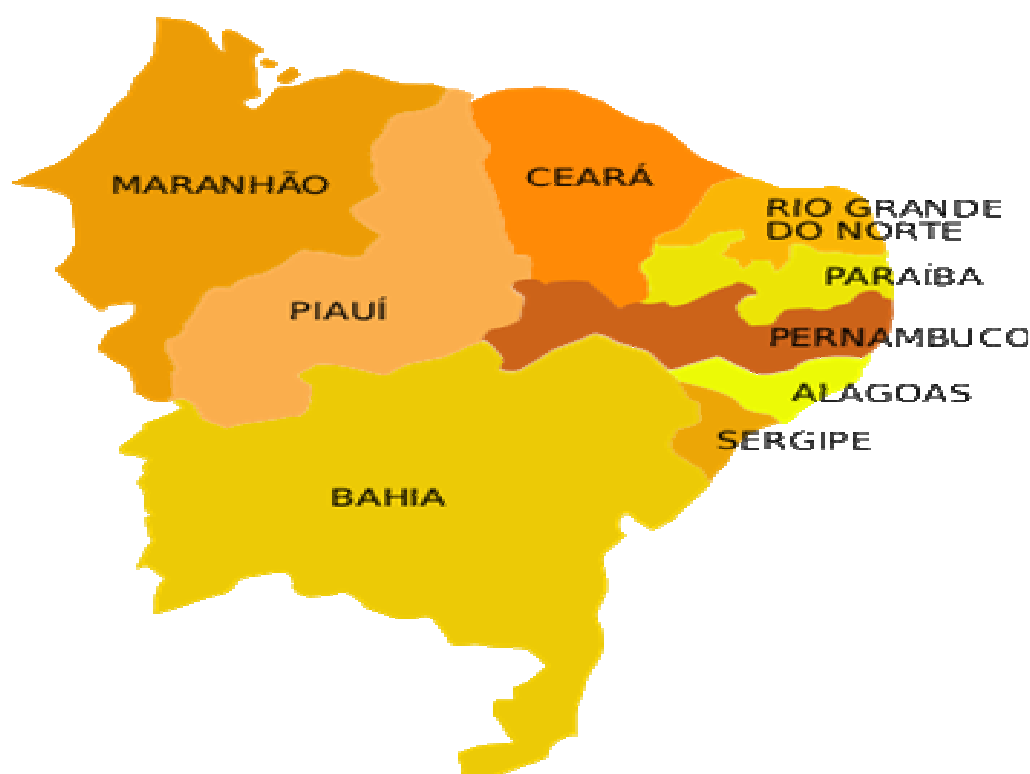 MARANHÃO
CEARÁ
RIO GRANDE
DO NORTE
PARAÍBA
PIAUÍ
PERNAMBUCO
ALAGOAS
SERGIPE
BAHIA